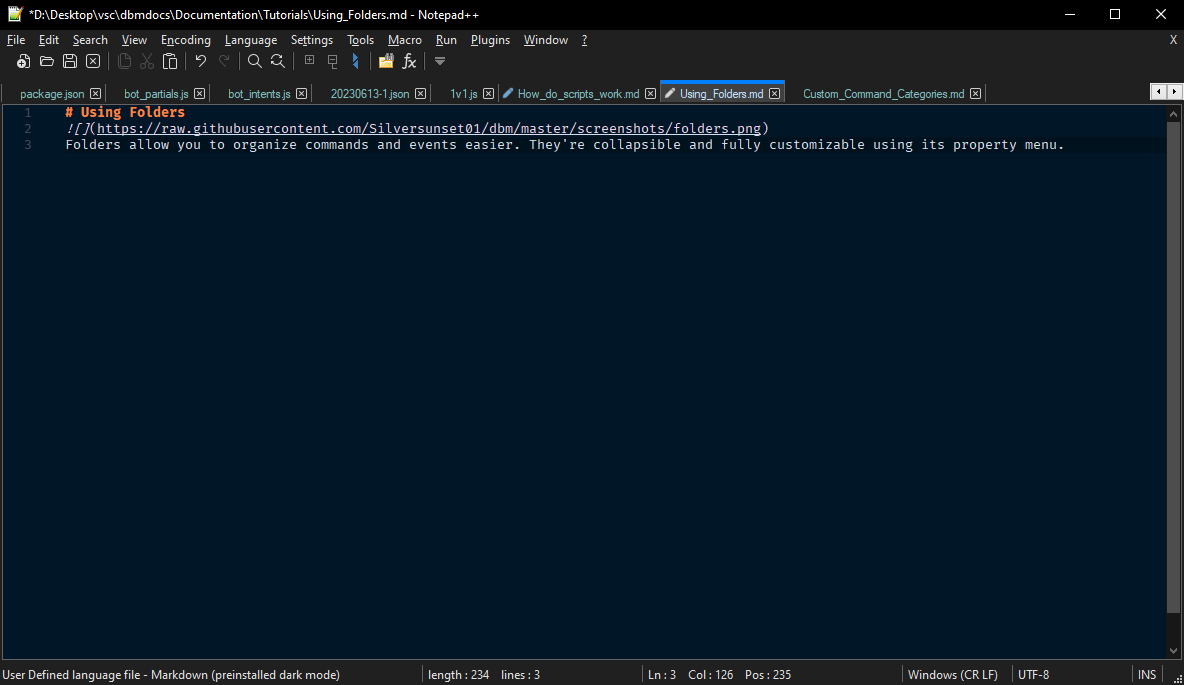 *D:\Desktop\vsc\dbmdocs\Documentation\Tutorials\Using_Folders.md - Notepad++
File Edit Search View Encoding Language Settings Tools Macro Run Plugins Window ? X
package.json bot_partials.js bot_intents.js 20230613-1.json 1v1.js How_do_scripts_work.md Using_Folders.md Custom_Command_Categories.md
1 # Using Folders
2 ![](https://raw.githubusercontent.com/Silversunset01/dbm/master/screenshots/folders.png)
3 Folders allow you to organize commands and events easier. They're collapsible and fully customizable using its property menu.
User Defined language file - Markdown (preinstalled dark mode) length : 234 lines : 3 Ln : 3 Col : 126 Pos : 235 Windows (CR LF) UTF-8 INS